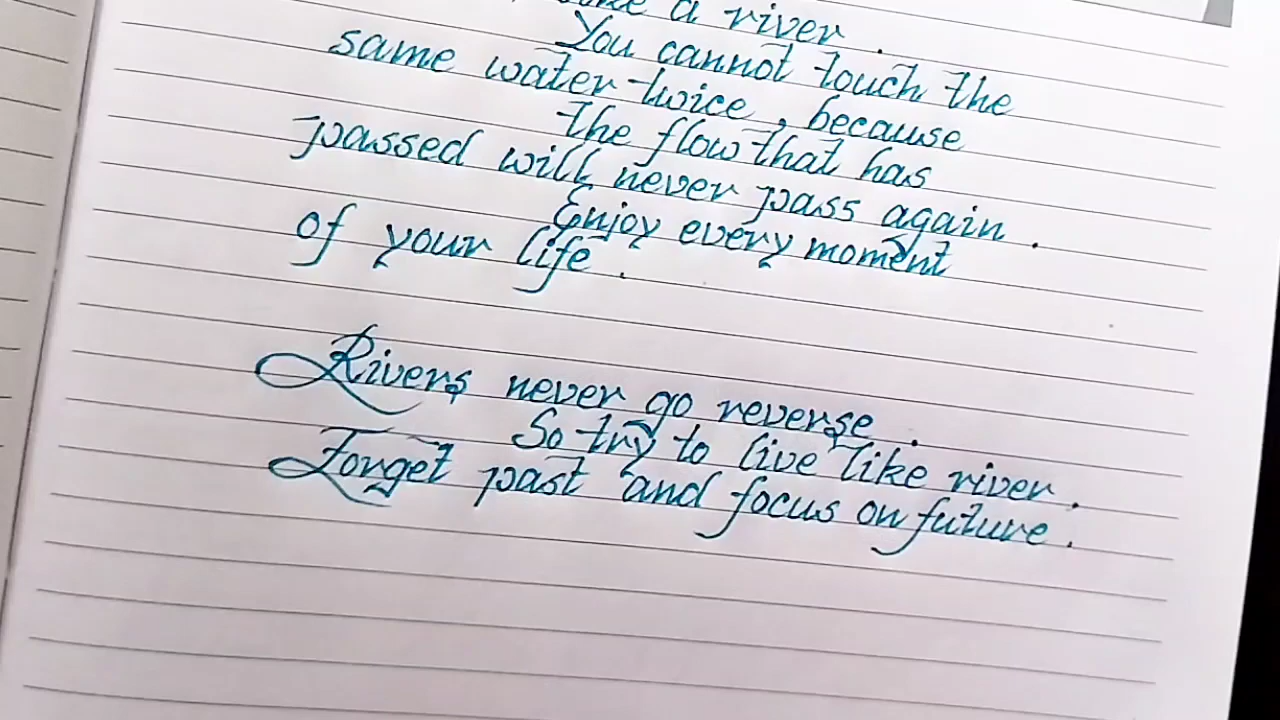 a river .
You cannot touch the
same water twice , because
the flow that has
passed will never pass again .
Enjoy every moment
of your life .
Rivers never go reverse .
So try to live like river .
Forget past and focus on future .